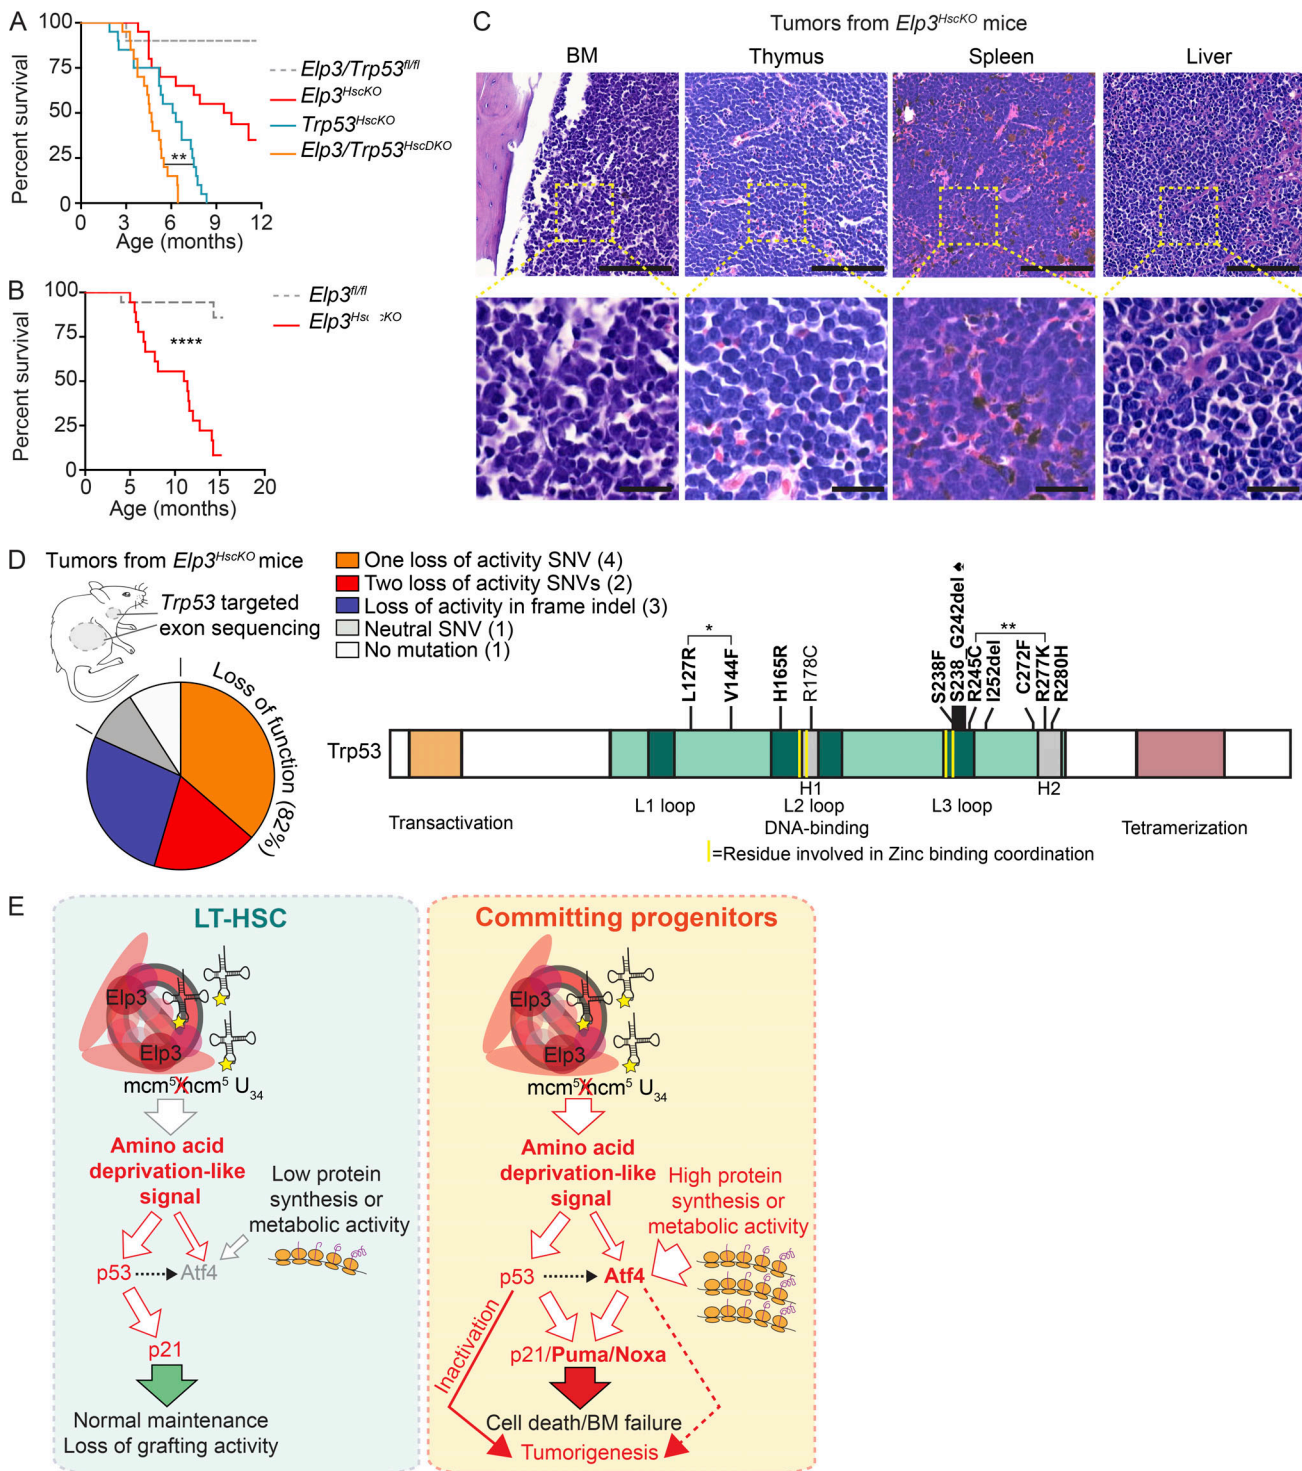 A
100
75
50
25
0
Percent survival
0 3 6 9 12
Age (months)
**
Elp3/Trp53fl/fl
Elp3HscKO
Trp53HscKO
Elp3/Trp53HscDKO
B
100
75
50
25
0
Percent survival
0 5 10 15 20
Age (months)
****
Elp3fl/fl
C
Tumors from Elp3HscKO mice
BM Thymus Spleen Liver
D
Tumors from Elp3HscKO mice
Trp53 targeted
exon sequencing
Loss of function (82%)
One loss of activity SNV (4)
Two loss of activity SNVs (2)
Loss of activity in frame indel (3)
Neutral SNV (1)
No mutation (1)
* **
L127R V144F H165R R178C S238F S238_G242del ♠ R245C I252del C272F R277K R280H
Trp53
H1 H2
L1 loop L2 loop L3 loop
Transactivation DNA-binding Tetramerization
=Residue involved in Zinc binding coordination
E
LT-HSC
Elp3
Elp3
mcm5/ncm5 U34
Amino acid
deprivation-like
signal
Low protein
synthesis or
metabolic activity
p53 Atf4
p21
Normal maintenance
Loss of grafting activity
Committing progenitors
Elp3
Elp3
mcm5/ncm5 U34
Amino acid
deprivation-like
signal
High protein
synthesis or
metabolic activity
p53 Atf4
Inactivation
p21/Puma/Noxa
Cell death/BM failure
Tumorigenesis